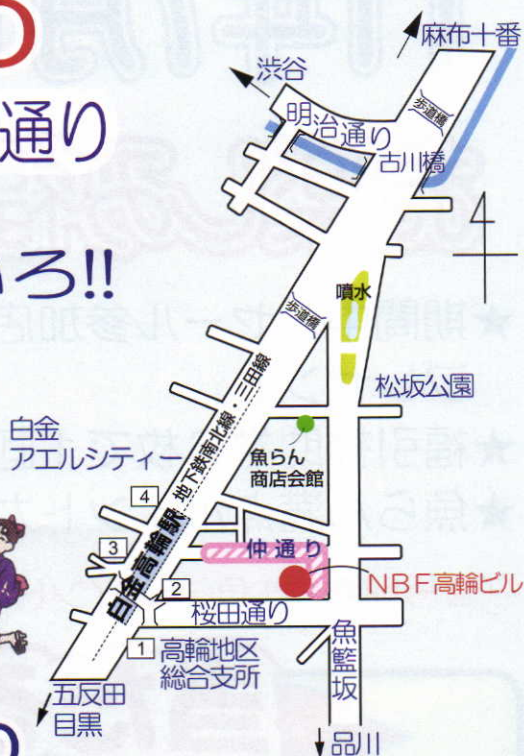 通り
ろ!!
麻布十番
渋谷
明治通り
歩道橋
古川橋
噴水
歩道橋
松坂公園
地下鉄南北線・三田線
白金
アエルシティー
魚らん
商店会館
4
3
白金高輪駅
仲通り
2
NBF高輪ビル
桜田通り
1
高輪地区
総合支所
魚籃坂
五反田
目黒
品川